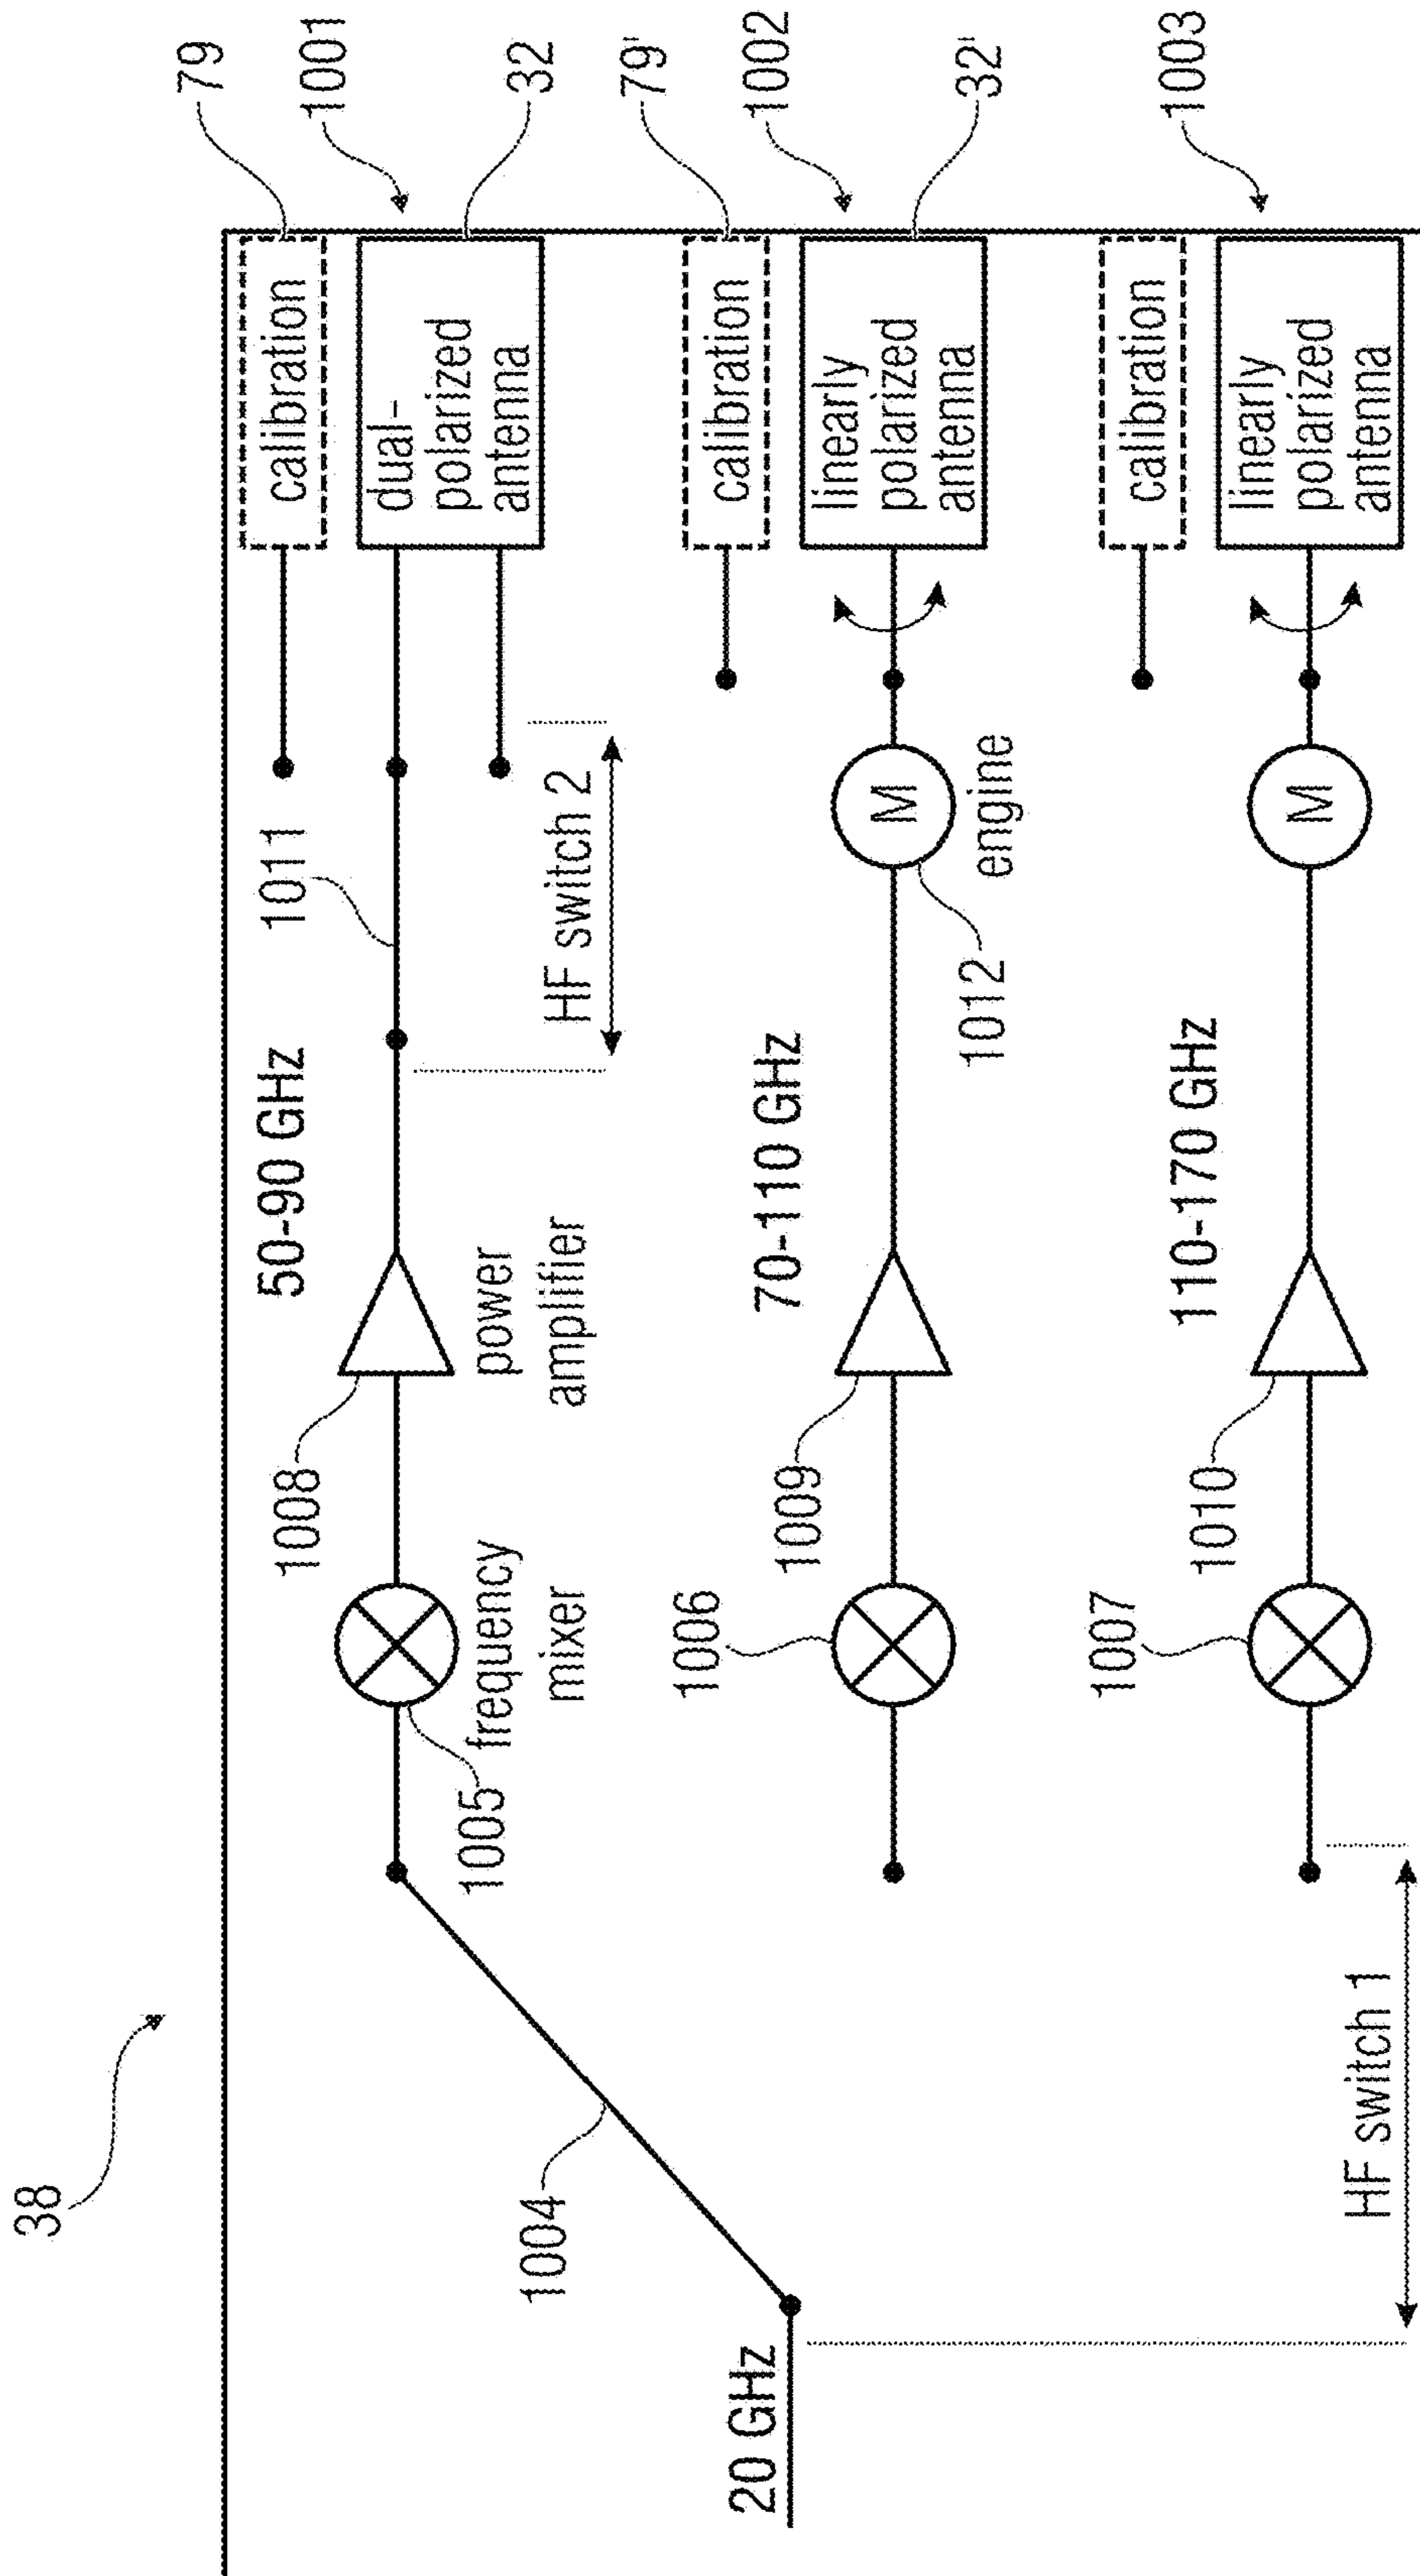 38
20 GHz
1004
HF switch 1
1005
frequency
mixer
1006
1007
1008
power
amplifier
1009
1010
50-90 GHz
70-110 GHz
110-170 GHz
1011
HF switch 2
1012
M
engine
M
calibration
dual-
polarized
antenna
calibration
linearly
polarized
antenna
calibration
linearly
polarized
antenna
79
1001
32
79'
1002
32'
1003